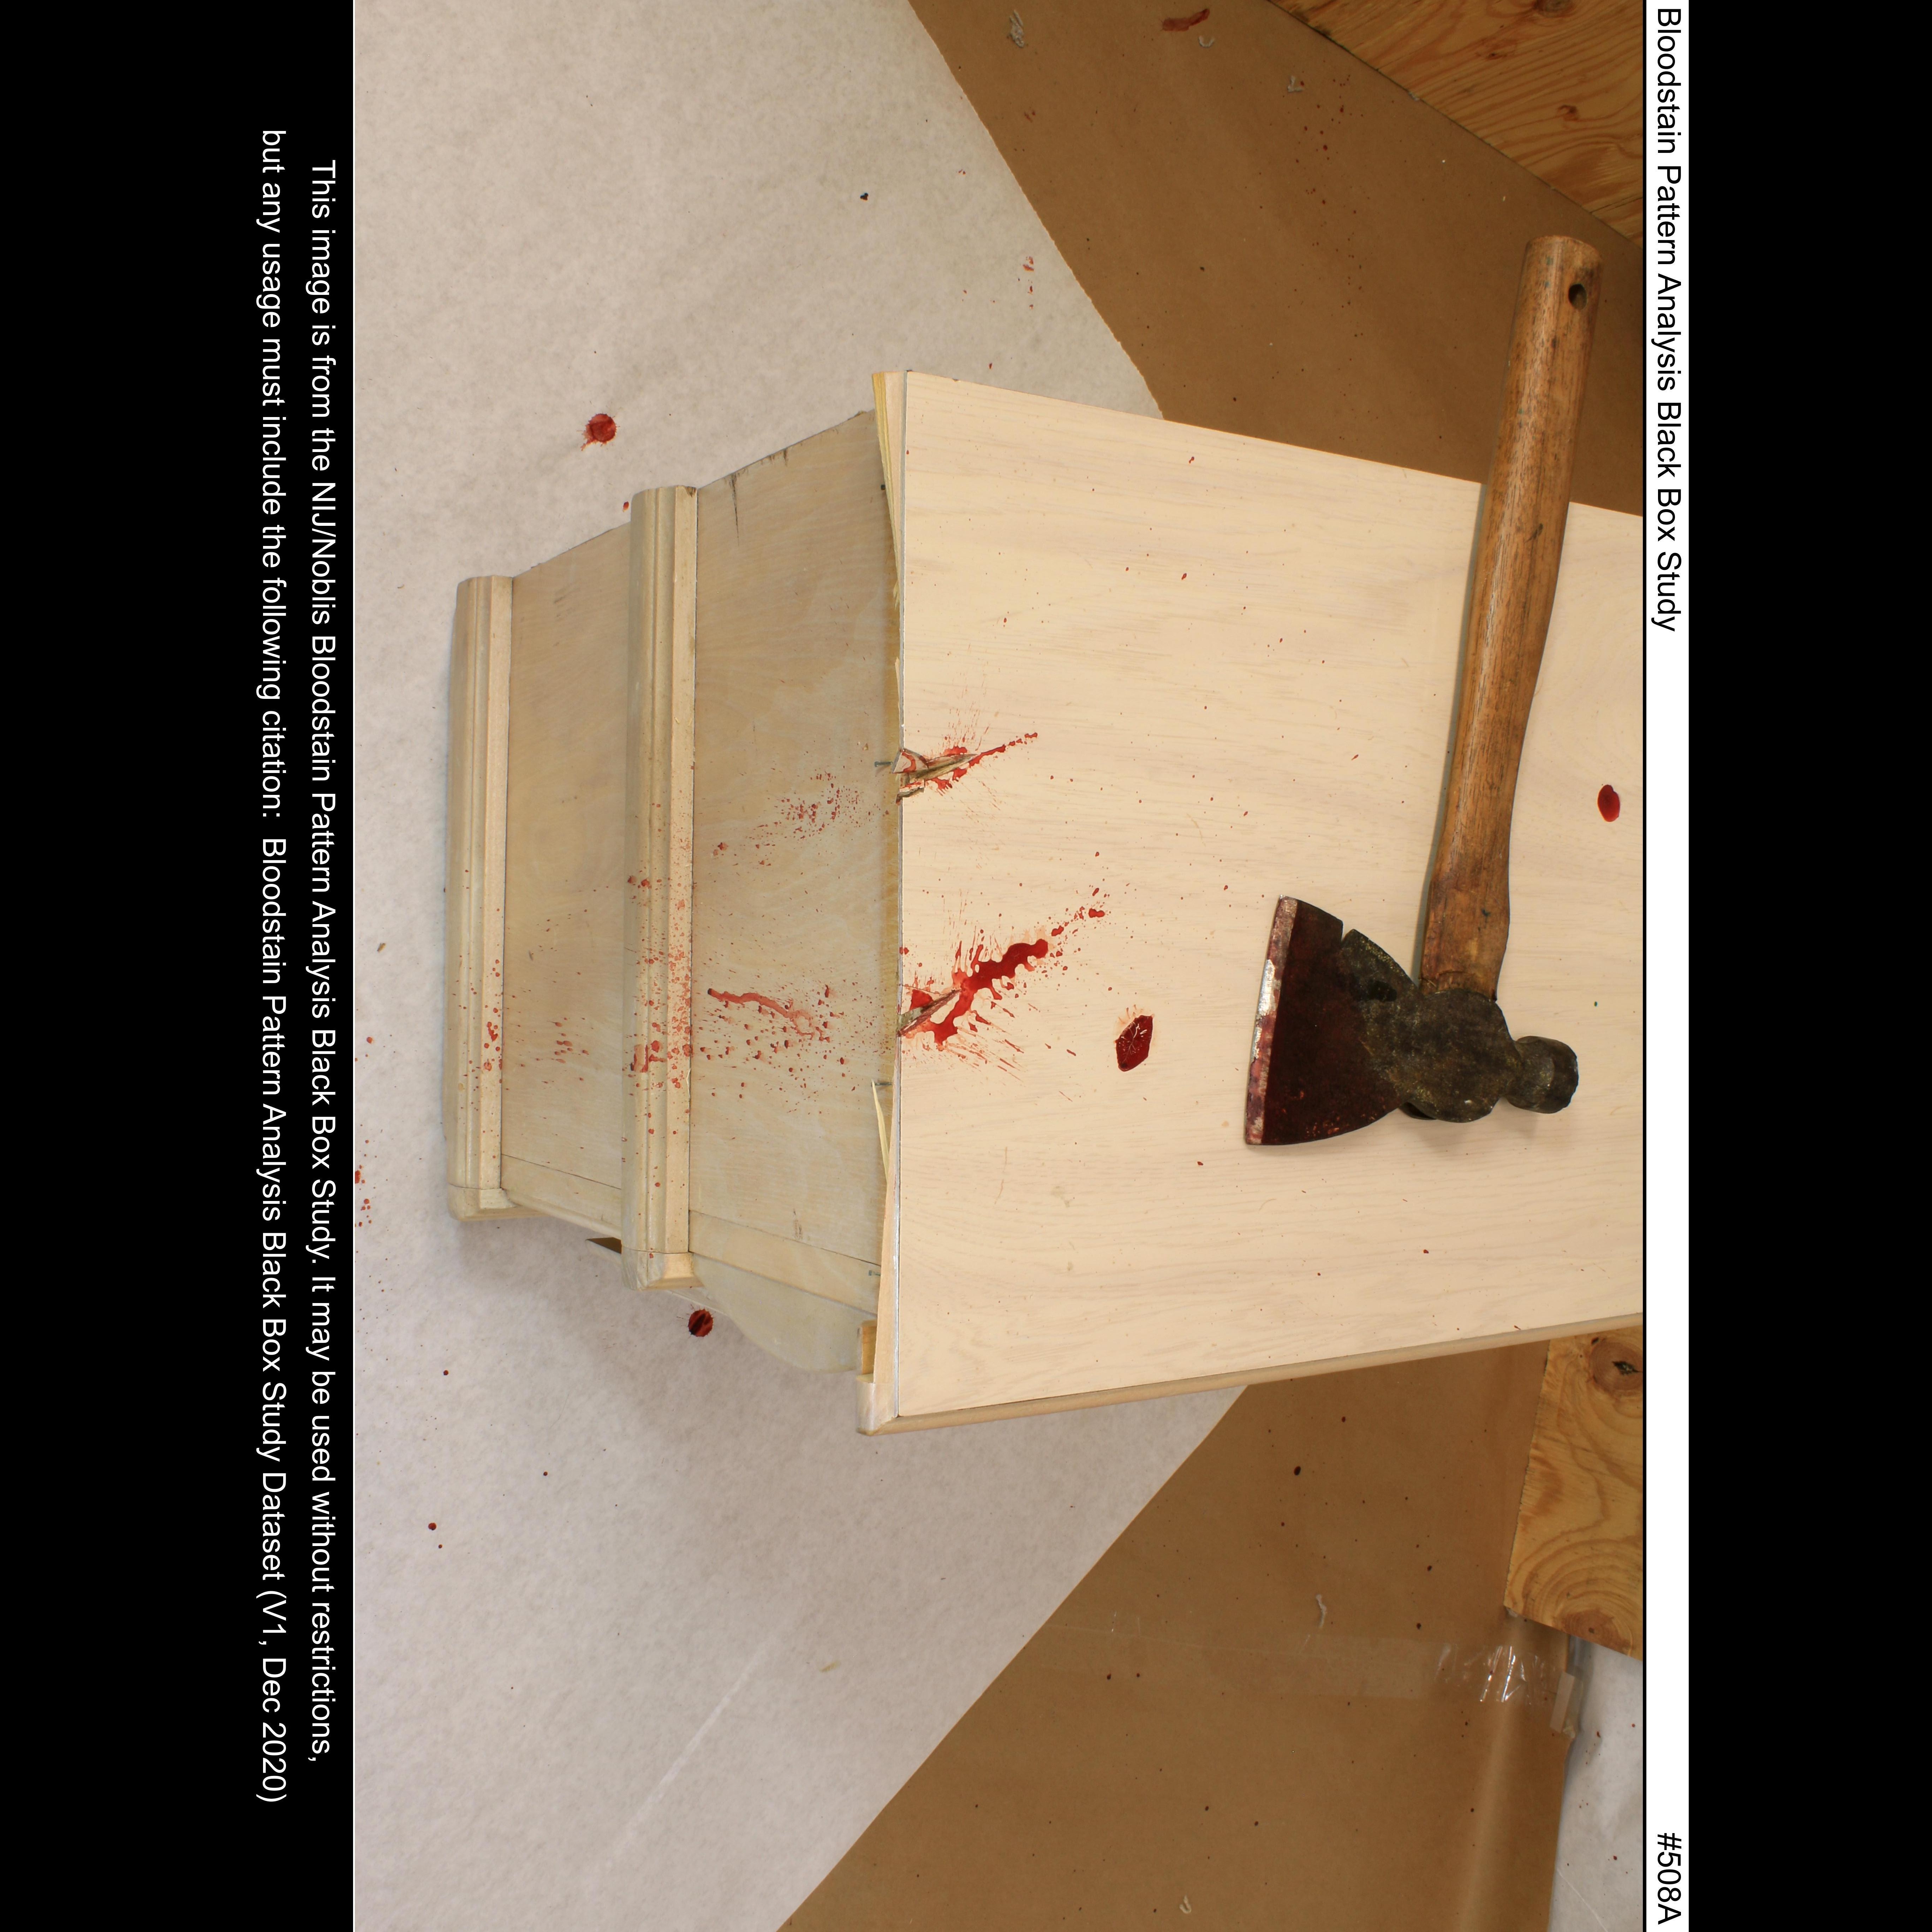 Bloodstain Pattern Analysis Black Box Study
#508A
This image is from the NIJ/Noblis Bloodstain Pattern Analysis Black Box Study. It may be used without restrictions,
but any usage must include the following citation: Bloodstain Pattern Analysis Black Box Study Dataset (V1, Dec 2020)